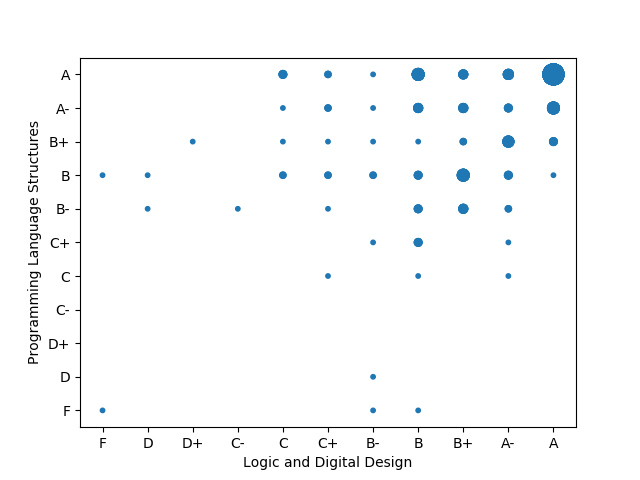 Programming Language Structures
A
A-
B+
B
B-
C+
C
C-
D+
D
F
F D D+ C- C C+ B- B B+ A- A
Logic and Digital Design